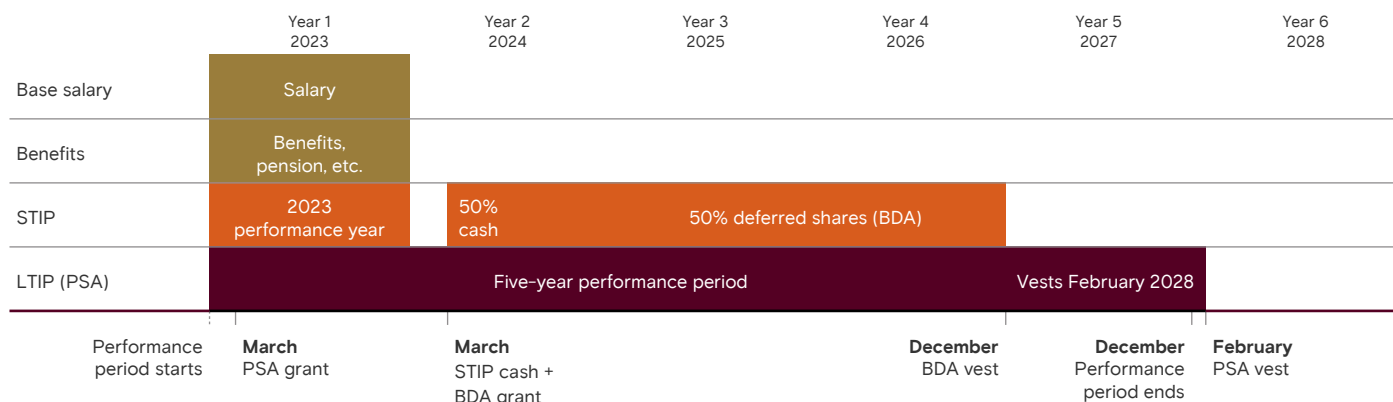 Year 1
2023
Year 2
2024
Year 3
2025
Year 4
2026
Year 5
2027
Year 6
2028
Base salary
Salary
Benefits
Benefits,
pension, etc.
STIP
2023
performance year
50%
cash
50% deferred shares (BDA)
LTIP (PSA)
Five-year performance period
Vests February 2028
Performance
period starts
March
PSA grant
March
STIP cash +
BDA grant
December
BDA vest
December
Performance
period ends
February
PSA vest